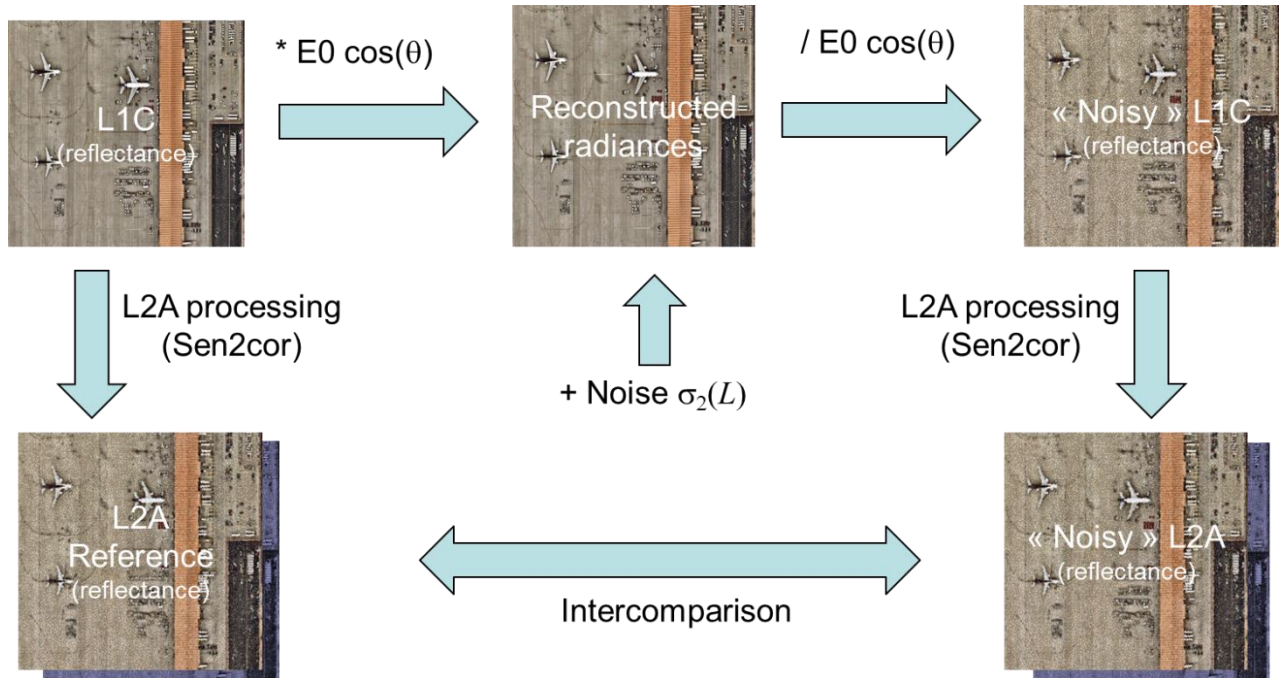 * E0 cos(θ)
/ E0 cos(θ)
L1C
(reflectance)
Reconstructed
radiances
« Noisy » L1C
(reflectance)
L2A processing
(Sen2cor)
+ Noise σ₂(L)
L2A processing
(Sen2cor)
L2A
Reference
(reflectance)
Intercomparison
« Noisy » L2A
(reflectance)